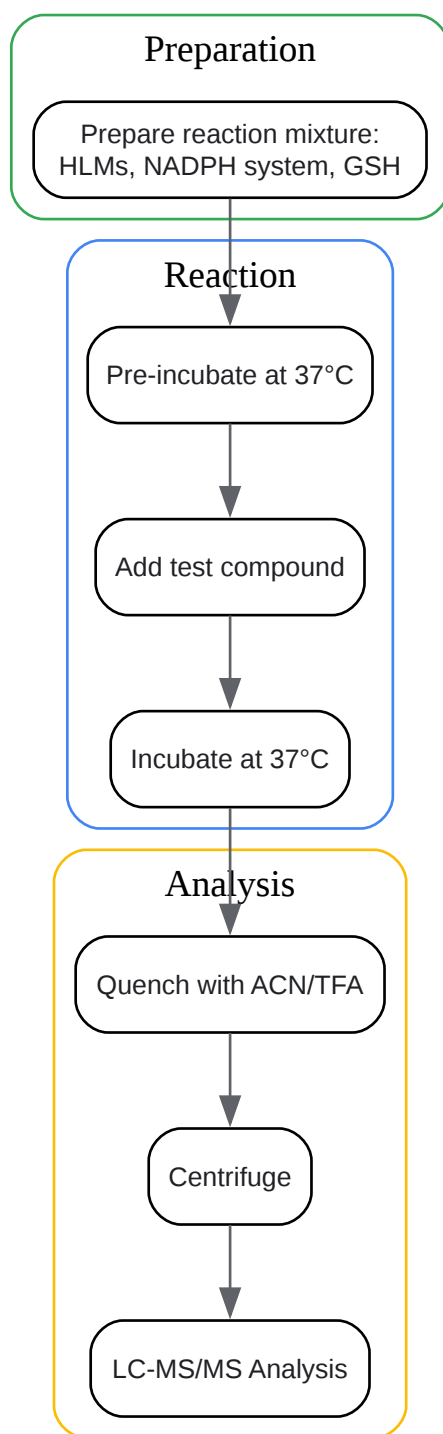 Preparation
Prepare reaction mixture:
HLMs, NADPH system, GSH
Reaction
Pre-incubate at 37°C
Add test compound
Incubate at 37°C
Analysis
Quench with ACN/TFA
Centrifuge
LC-MS/MS Analysis